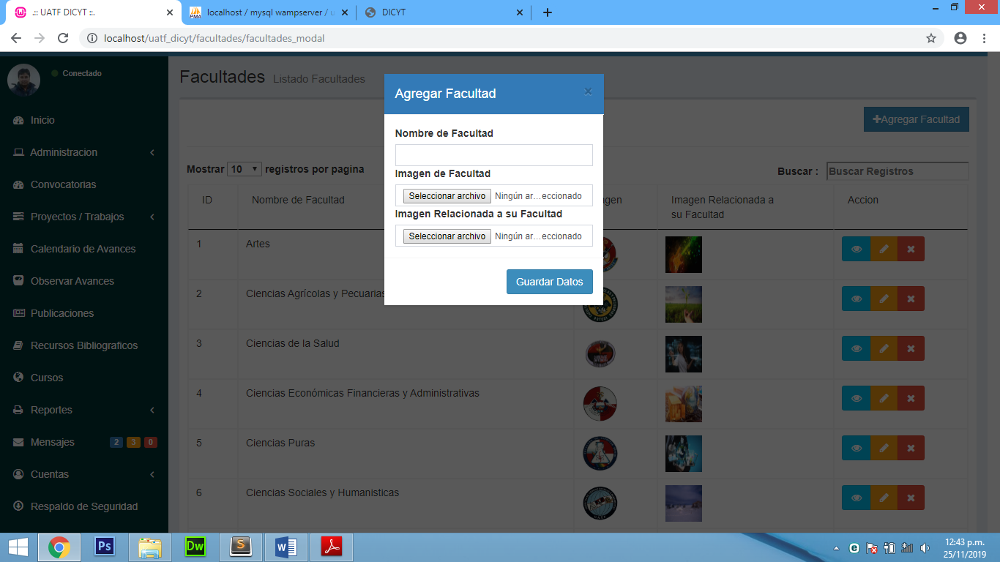 .:: UATF DICYT ::.
localhost / mysql wampserver / u
DICYT
localhost/uatf_dicyt/facultades/facultades_modal
Conectado
Inicio
Administracion
Convocatorias
Proyectos / Trabajos
Calendario de Avances
Observar Avances
Publicaciones
Recursos Bibliograficos
Cursos
Reportes
Mensajes 2 3 0
Cuentas
Respaldo de Seguridad
Facultades Listado Facultades
Agregar Facultad
Mostrar 10 registros por pagina
Buscar : Buscar Registros
ID Nombre de Facultad Imagen Relacionada a su Facultad Accion
1 Artes
2 Ciencias Agrícolas y Pecuarias
3 Ciencias de la Salud
4 Ciencias Económicas Financieras y Administrativas
5 Ciencias Puras
6 Ciencias Sociales y Humanisticas
Agregar Facultad ×
Nombre de Facultad
Imagen de Facultad
Seleccionar archivo Ningún ar...eccionado
Imagen Relacionada a su Facultad
Seleccionar archivo Ningún ar...eccionado
Guardar Datos
Ps
Dw
12:43 p.m.
25/11/2019